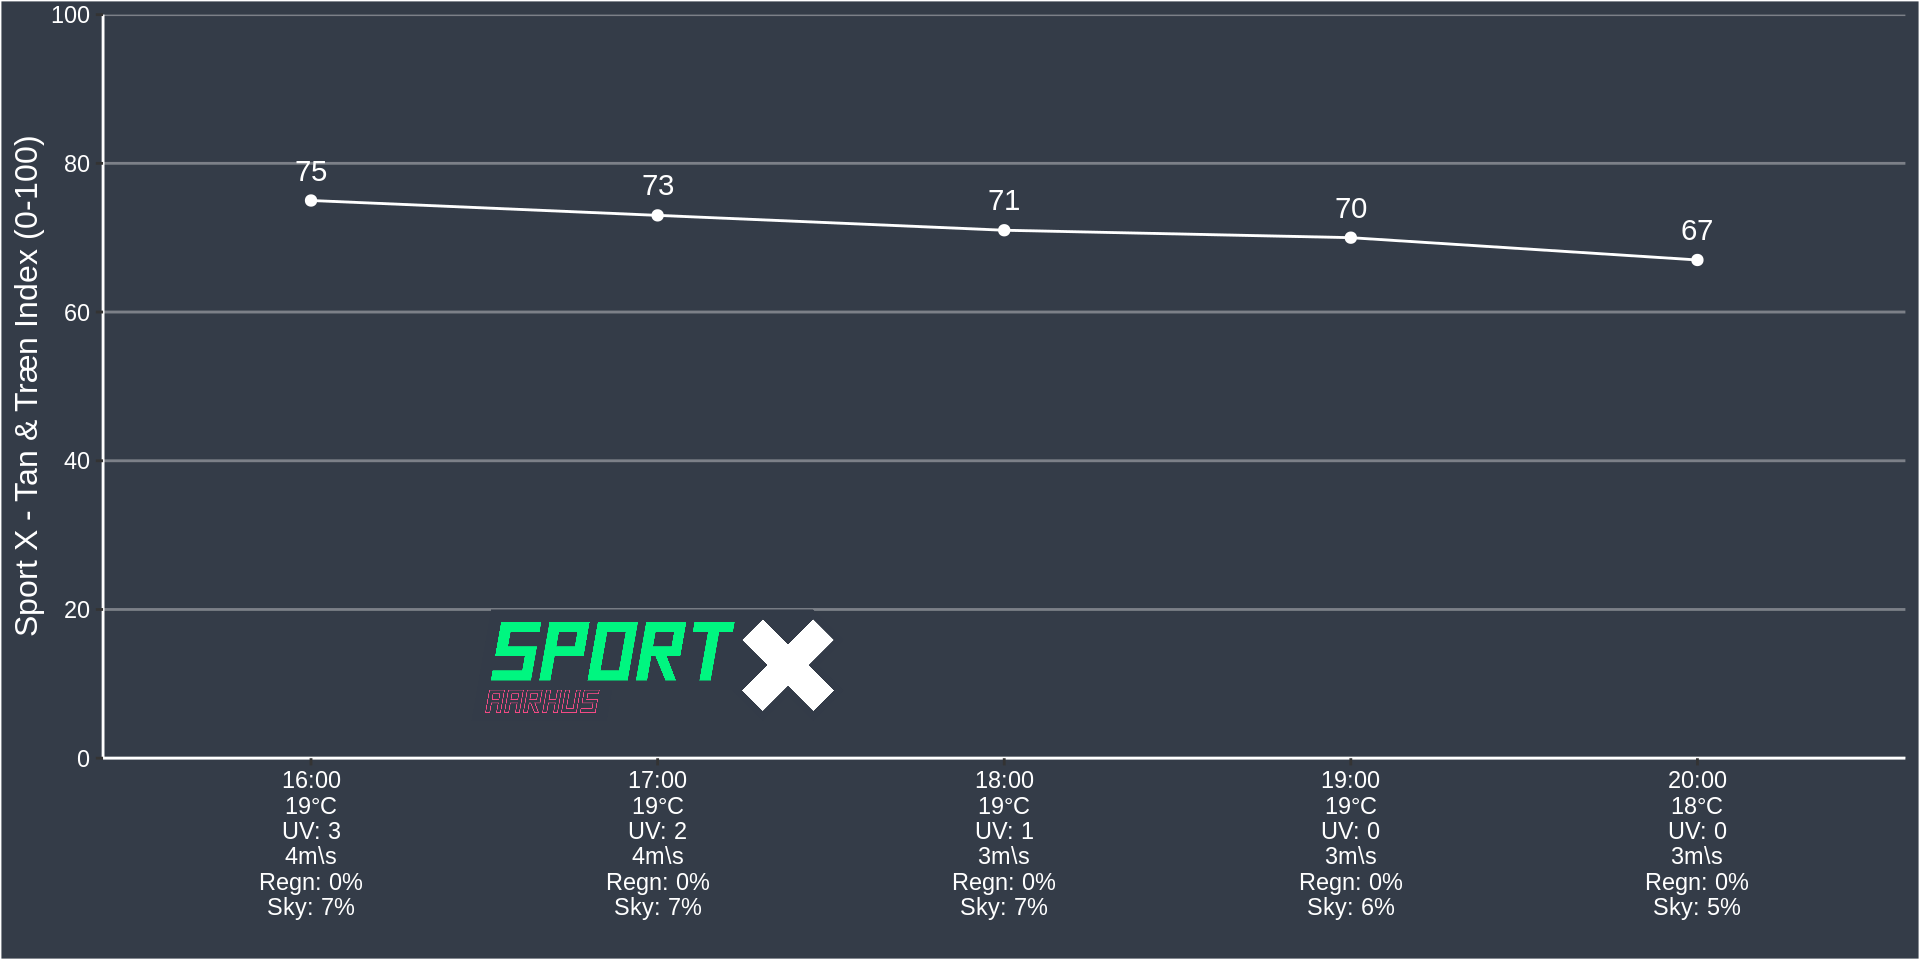 Sport X - Tan & Træn Index (0-100)
100
80
60
40
20
0
75
73
71
70
67
SPORT X
AARHUS
16:00
19°C
UV: 3
4m\s
Regn: 0%
Sky: 7%
17:00
19°C
UV: 2
4m\s
Regn: 0%
Sky: 7%
18:00
19°C
UV: 1
3m\s
Regn: 0%
Sky: 7%
19:00
19°C
UV: 0
3m\s
Regn: 0%
Sky: 6%
20:00
18°C
UV: 0
3m\s
Regn: 0%
Sky: 5%